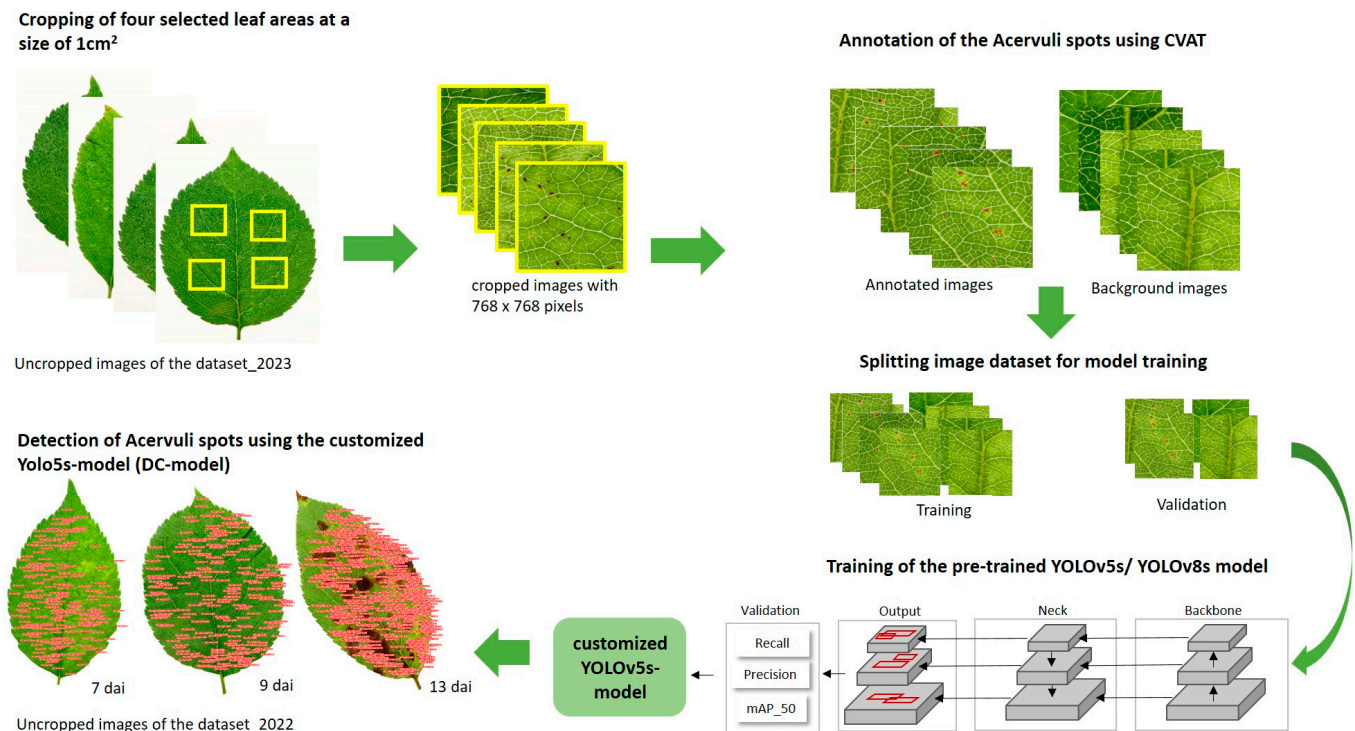 Cropping of four selected leaf areas at a
size of 1cm²
Uncropped images of the dataset_2023
cropped images with
768 x 768 pixels
Annotation of the Acervuli spots using CVAT
Annotated images
Background images
Splitting image dataset for model training
Training
Validation
Training of the pre-trained YOLOv5s/ YOLOv8s model
Backbone
Neck
Output
Validation
Recall
Precision
mAP_50
customized
YOLOv5s-
model
Detection of Acervuli spots using the customized
Yolo5s-model (DC-model)
7 dai
9 dai
13 dai
Uncropped images of the dataset_2022